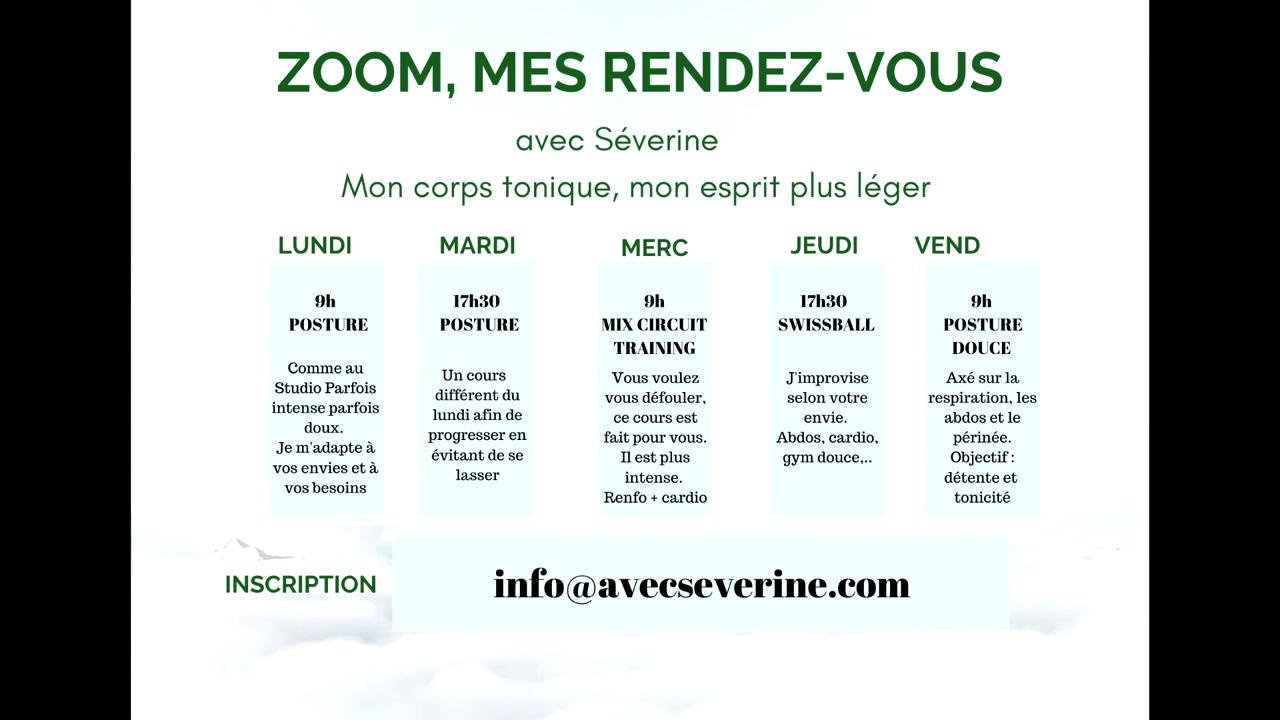 ZOOM, MES RENDEZ-VOUS
avec Séverine
Mon corps tonique, mon esprit plus léger
LUNDI
9h
POSTURE
Comme au
Studio Parfois
intense parfois
doux.
Je m'adapte à
vos envies et à
vos besoins
MARDI
17h30
POSTURE
Un cours
différent du
lundi afin de
progresser en
évitant de se
lasser
MERC
9h
MIX CIRCUIT
TRAINING
Vous voulez
vous défouler,
ce cours est
fait pour vous.
Il est plus
intense.
Renfo + cardio
JEUDI
17h30
SWISSBALL
J'improvise
selon votre
envie.
Abdos, cardio,
gym douce,..
VEND
9h
POSTURE
DOUCE
Axé sur la
respiration, les
abdos et le
périnée.
Objectif :
détente et
tonicité
INSCRIPTION
info@avecseverine.com